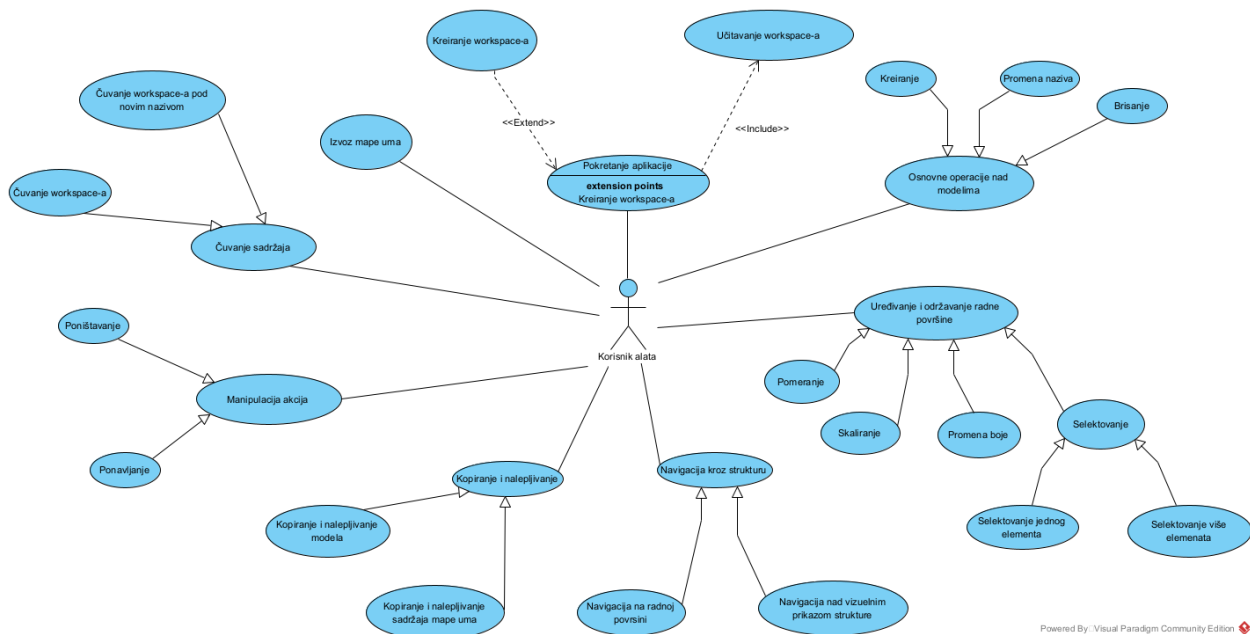 Kreiranje workspace-a
Učitavanje workspace-a
Kreiranje
Promena naziva
Čuvanje workspace-a pod
novim nazivom
Brisanje
<<Extend>>
<<Include>>
Izvoz mape uma
Pokretanje aplikacije
extension points
Kreiranje workspace-a
Osnovne operacije nad
modelima
Čuvanje workspace-a
Čuvanje sadržaja
Uređivanje i održavanje radne
površine
Poništavanje
Korisnik alata
Pomeranje
Manipulacija akcija
Skaliranje
Promena boje
Selektovanje
Ponavljanje
Kopiranje i nalepljivanje
Navigacija kroz strukturu
Kopiranje i nalepljivanje
modela
Selektovanje jednog
elementa
Selektovanje više
elemenata
Kopiranje i nalepljivanje
sadržaja mape uma
Navigacija na radnoj
povrsini
Navigacija nad vizuelnim
prikazom strukture
Powered By: Visual Paradigm Community Edition